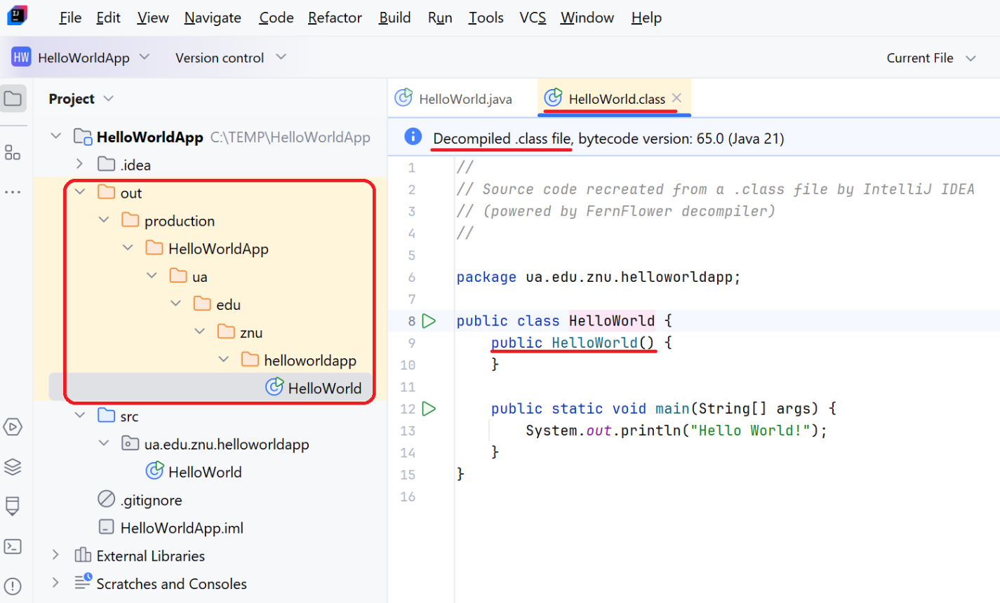 File Edit View Navigate Code Refactor Build Run Tools VCS Window Help
HW HelloWorldApp Version control Current File
Project
HelloWorldApp C:\TEMP\HelloWorldApp
.idea
out
production
HelloWorldApp
ua
edu
znu
helloworldapp
HelloWorld
src
ua.edu.znu.helloworldapp
HelloWorld
.gitignore
HelloWorldApp.iml
External Libraries
Scratches and Consoles
HelloWorld.java HelloWorld.class
Decompiled .class file, bytecode version: 65.0 (Java 21)
1 //
2 // Source code recreated from a .class file by IntelliJ IDEA
3 // (powered by FernFlower decompiler)
4 //
5
6 package ua.edu.znu.helloworldapp;
7
8 public class HelloWorld {
9 public HelloWorld() {
10 }
11
12 public static void main(String[] args) {
13 System.out.println("Hello World!");
14 }
15 }
16